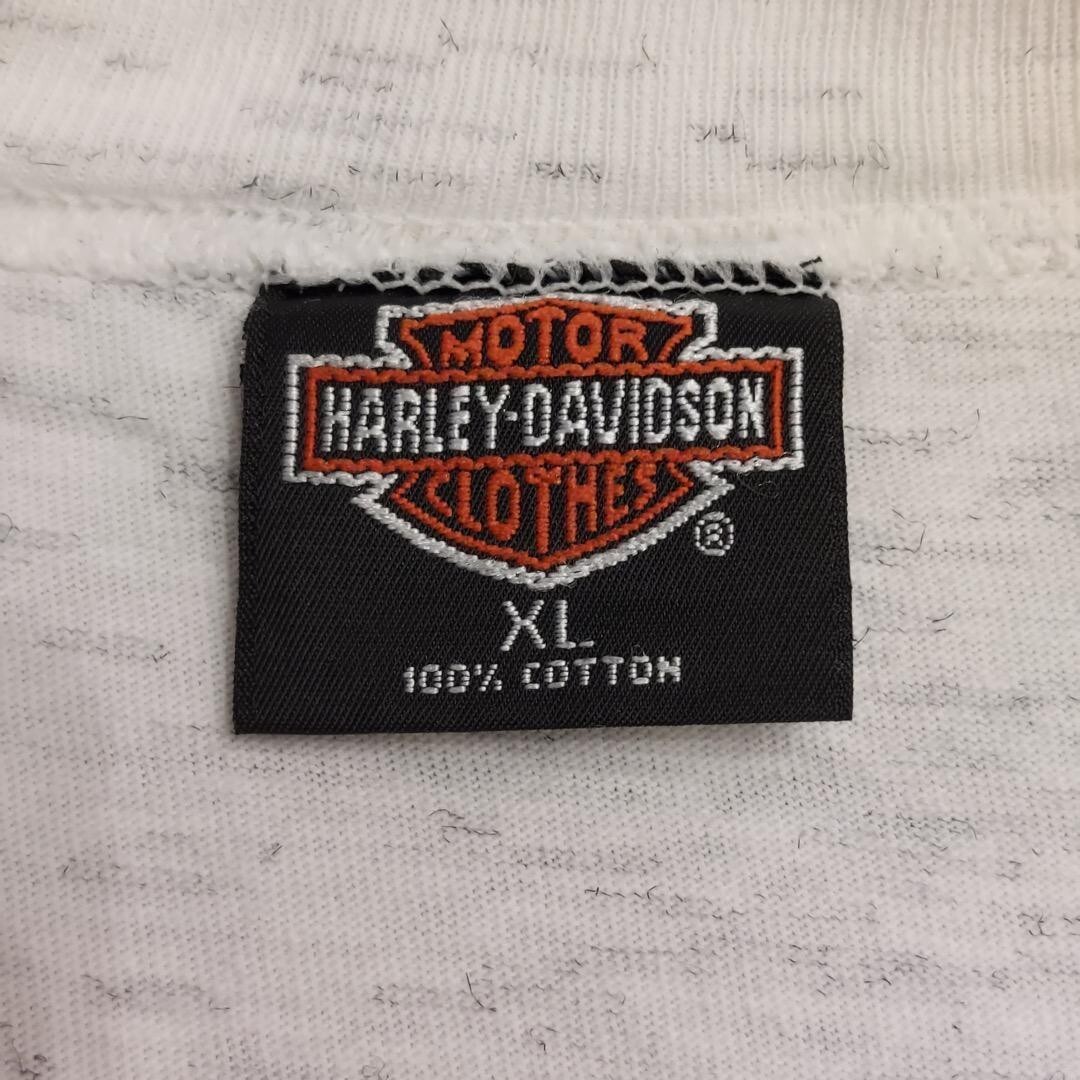 MOTOR
HARLEY-DAVIDSON
CLOTHES
®
XL
100% COTTON